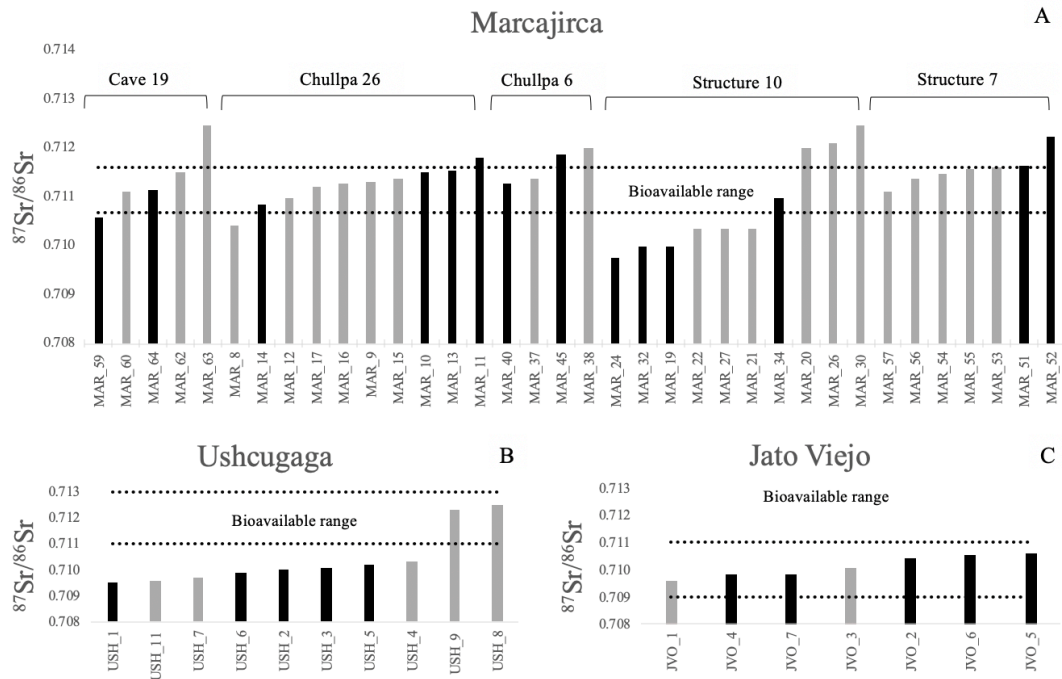 Marcajirca
A
0.714
0.713
0.712
0.711
0.710
0.709
0.708
87Sr/86Sr
Cave 19
Chullpa 26
Chullpa 6
Structure 10
Structure 7
Bioavailable range
MAR_59
MAR_60
MAR_64
MAR_62
MAR_63
MAR_8
MAR_14
MAR_12
MAR_17
MAR_16
MAR_9
MAR_15
MAR_10
MAR_13
MAR_11
MAR_40
MAR_37
MAR_45
MAR_38
MAR_24
MAR_32
MAR_19
MAR_22
MAR_27
MAR_21
MAR_34
MAR_20
MAR_26
MAR_30
MAR_57
MAR_56
MAR_54
MAR_55
MAR_53
MAR_51
MAR_52
Ushcugaga
B
0.713
0.712
0.711
0.710
0.709
0.708
87Sr/86Sr
Bioavailable range
USH_1
USH_11
USH_7
USH_6
USH_2
USH_3
USH_5
USH_4
USH_9
USH_8
Jato Viejo
C
0.713
0.712
0.711
0.710
0.709
0.708
87Sr/86Sr
Bioavailable range
JVO_1
JVO_4
JVO_7
JVO_3
JVO_2
JVO_6
JVO_5